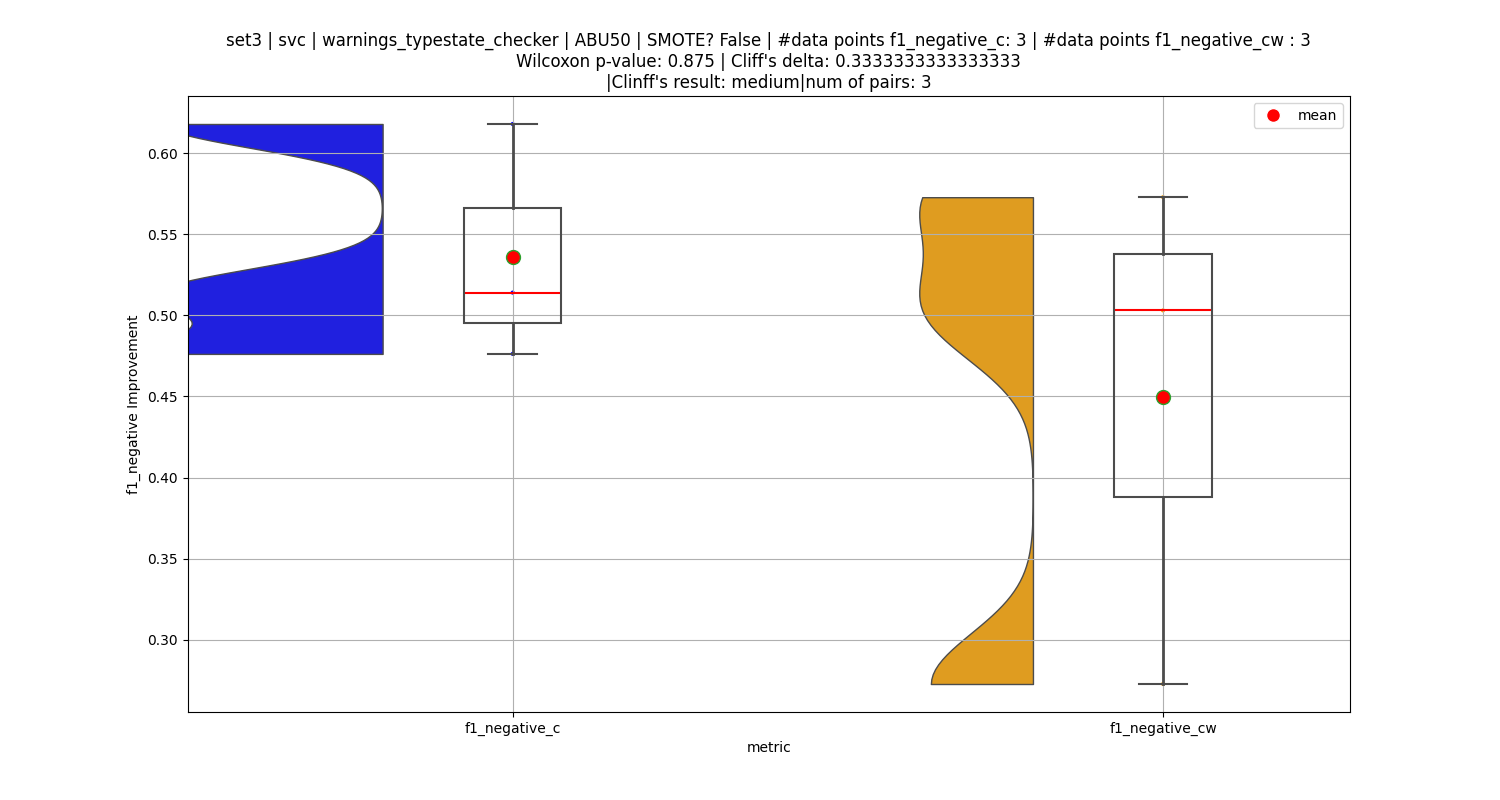 set3 | svc | warnings_typestate_checker | ABU50 | SMOTE? False | #data points f1_negative_c: 3 | #data points f1_negative_cw : 3
Wilcoxon p-value: 0.875 | Cliff's delta: 0.3333333333333333
|Clinff's result: medium|num of pairs: 3
mean
0.60
0.55
0.50
0.45
0.40
0.35
0.30
f1_negative Improvement
f1_negative_c
f1_negative_cw
metric